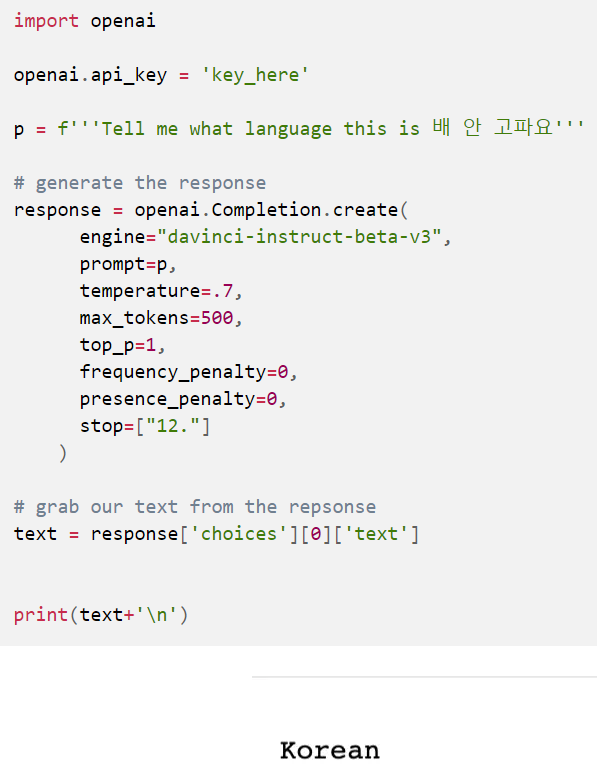 import openai
openai.api_key = 'key_here'
p = f'''Tell me what language this is 배 안 고파요'''
# generate the response
response = openai.Completion.create(
engine="davinci-instruct-beta-v3",
prompt=p,
temperature=.7,
max_tokens=500,
top_p=1,
frequency_penalty=0,
presence_penalty=0,
stop=["12."]
)
# grab our text from the repsonse
text = response['choices'][0]['text']
print(text+'\n')
Korean